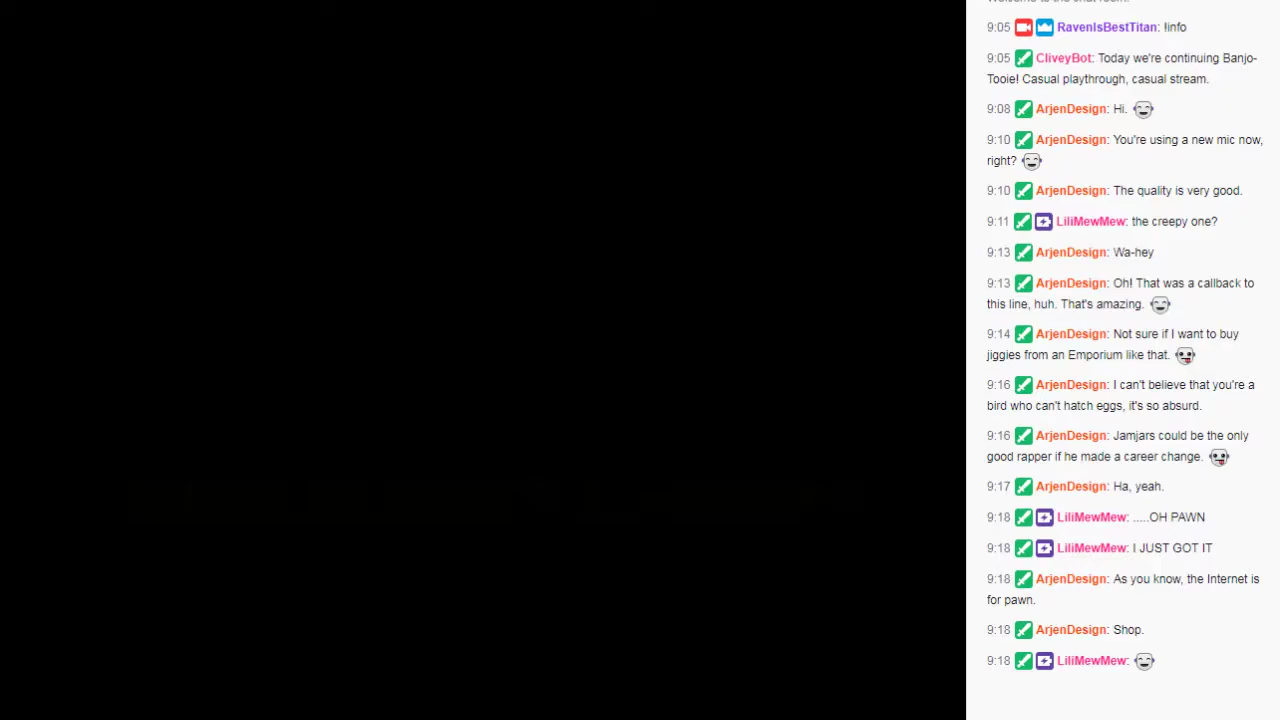 Welcome to the chat room!
9:05 RavenIsBestTitan: !info
9:05 CliveyBot: Today we're continuing Banjo-
Tooie! Casual playthrough, casual stream.
9:08 ArjenDesign: Hi.
9:10 ArjenDesign: You're using a new mic now,
right?
9:10 ArjenDesign: The quality is very good.
9:11 LiliMewMew: the creepy one?
9:13 ArjenDesign: Wa-hey
9:13 ArjenDesign: Oh! That was a callback to
this line, huh. That's amazing.
9:14 ArjenDesign: Not sure if I want to buy
jiggies from an Emporium like that.
9:16 ArjenDesign: I can't believe that you're a
bird who can't hatch eggs, it's so absurd.
9:16 ArjenDesign: Jamjars could be the only
good rapper if he made a career change.
9:17 ArjenDesign: Ha, yeah.
9:18 LiliMewMew: .....OH PAWN
9:18 LiliMewMew: I JUST GOT IT
9:18 ArjenDesign: As you know, the Internet is
for pawn.
9:18 ArjenDesign: Shop.
9:18 LiliMewMew: